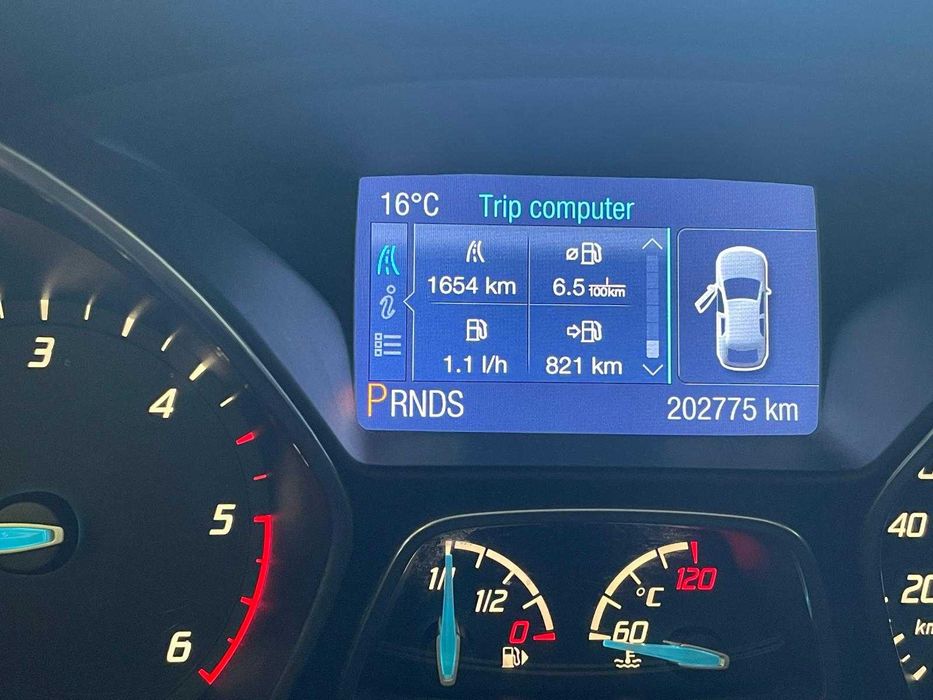 16°C Trip computer
1654 km
6.5 l/100km
1.1 l/h
821 km
PRNDS
202775 km
3
4
5
6
1/1
1/2
0
°C
120
60
40
20